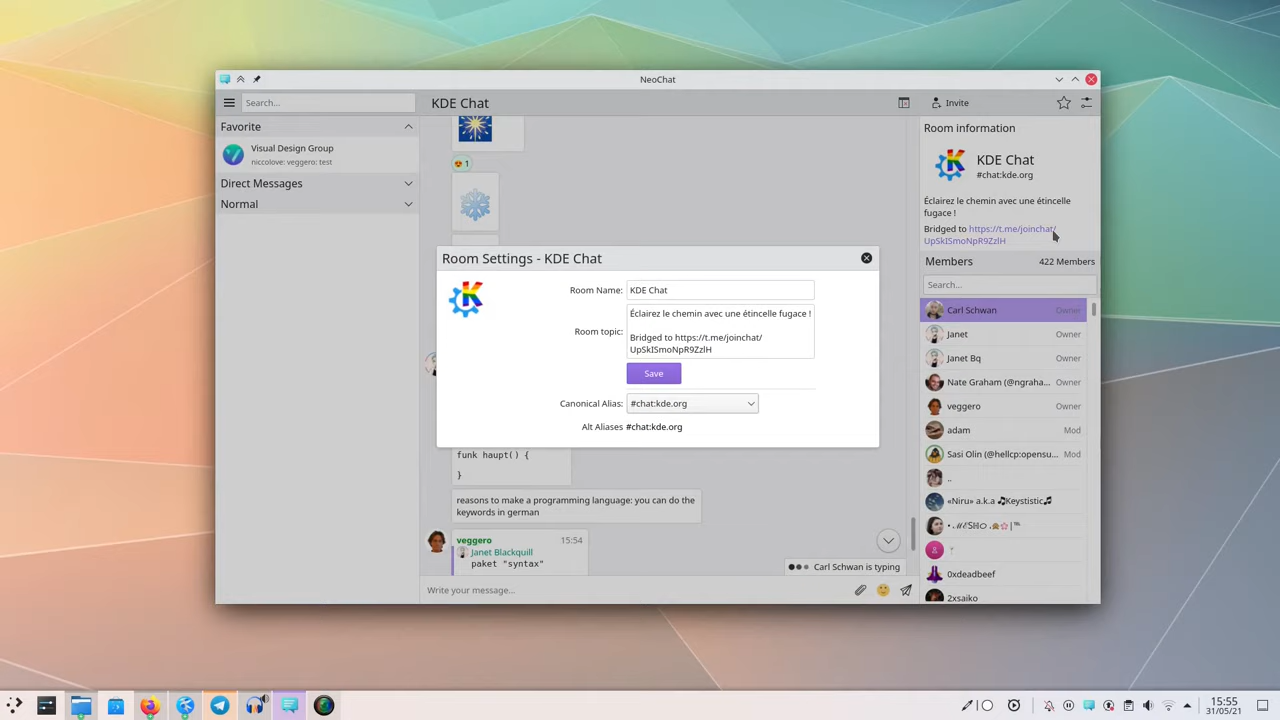 NeoChat
Search...
KDE Chat
Invite
Favorite
Visual Design Group
niccolove: veggero: test
Direct Messages
Normal
1
Room information
KDE Chat
#chat:kde.org
Éclairez le chemin avec une étincelle
fugace !
Bridged to https://t.me/joinchat/
UpSkISmoNpR9ZzlH
Members
422 Members
Search...
Carl Schwan Owner
Janet Owner
Janet Bq Owner
Nate Graham (@ngraha... Owner
veggero Owner
adam Mod
Sasi Olin (@hellcp:opensu... Mod
..
«Niru» a.k.a 🎵Keystistic🎵
0xdeadbeef
2xsaiko
Room Settings - KDE Chat
Room Name: KDE Chat
Room topic:
Éclairez le chemin avec une étincelle fugace !
Bridged to https://t.me/joinchat/
UpSkISmoNpR9ZzlH
Save
Canonical Alias: #chat:kde.org
Alt Aliases #chat:kde.org
funk haupt() {
}
reasons to make a programming language: you can do the
keywords in german
veggero 15:54
Janet Blackquill
paket "syntax"
Carl Schwan is typing
Write your message...
15:55
31/05/21